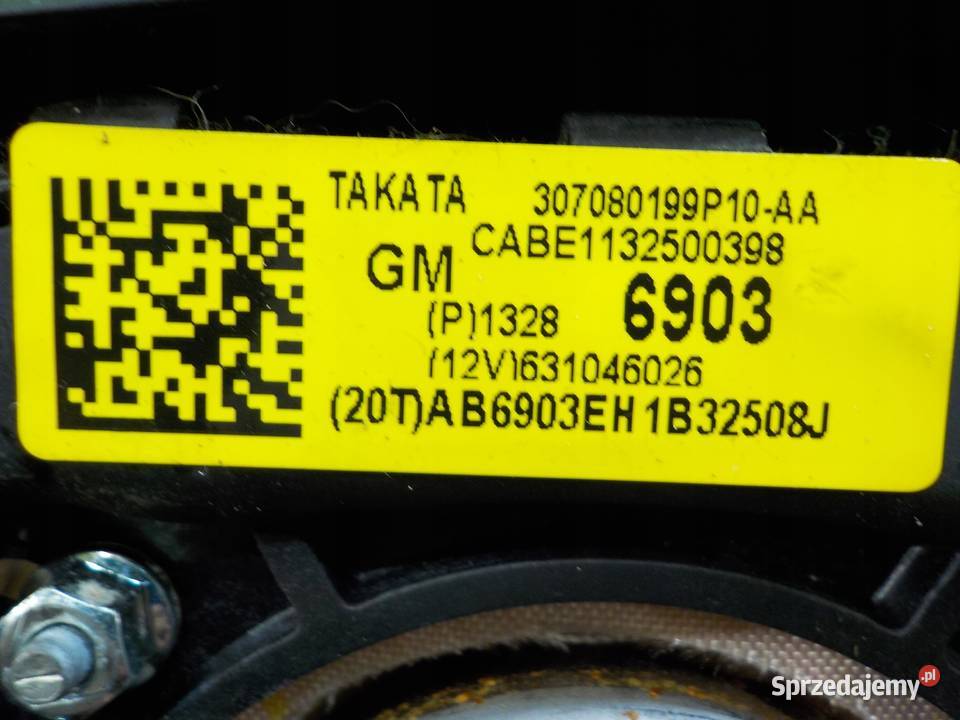 TAKATA 307080199P10-AA
CABE1132500398
GM
(P)1328 6903
(12V)631046026
(20T)AB6903EH1B32508J
Sprzedajemy.pl